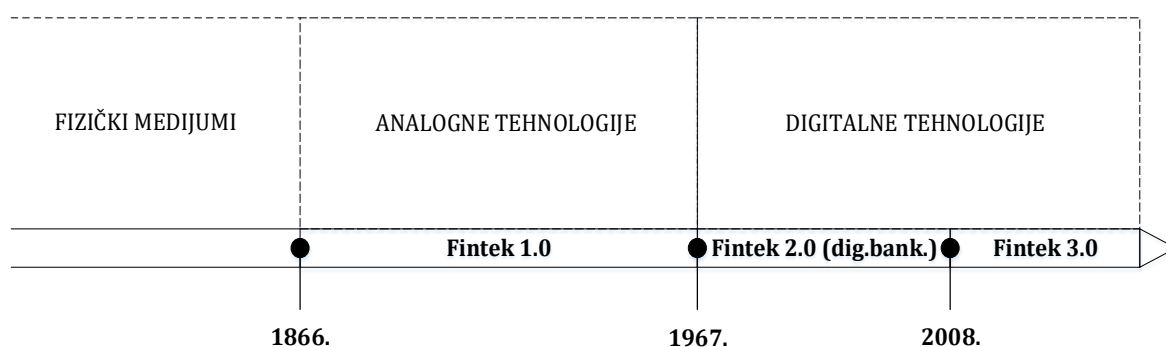 FIZIČKI MEDIJUMI
ANALOGNE TEHNOLOGIJE
DIGITALNE TEHNOLOGIJE
Fintek 1.0
Fintek 2.0 (dig.bank.)
Fintek 3.0
1866.
1967.
2008.